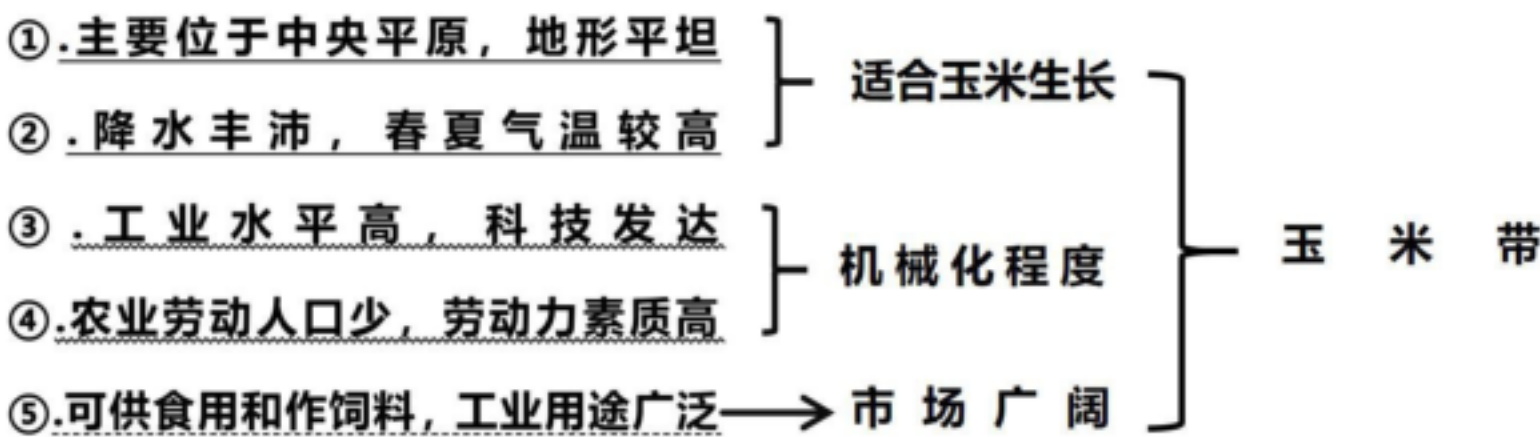 ①.主要位于中央平原，地形平坦
②.降水丰沛，春夏气温较高
适合玉米生长
③.工业水平高，科技发达
④.农业劳动人口少，劳动力素质高
机械化程度
⑤.可供食用和作饲料，工业用途广泛
市场广阔
玉米带